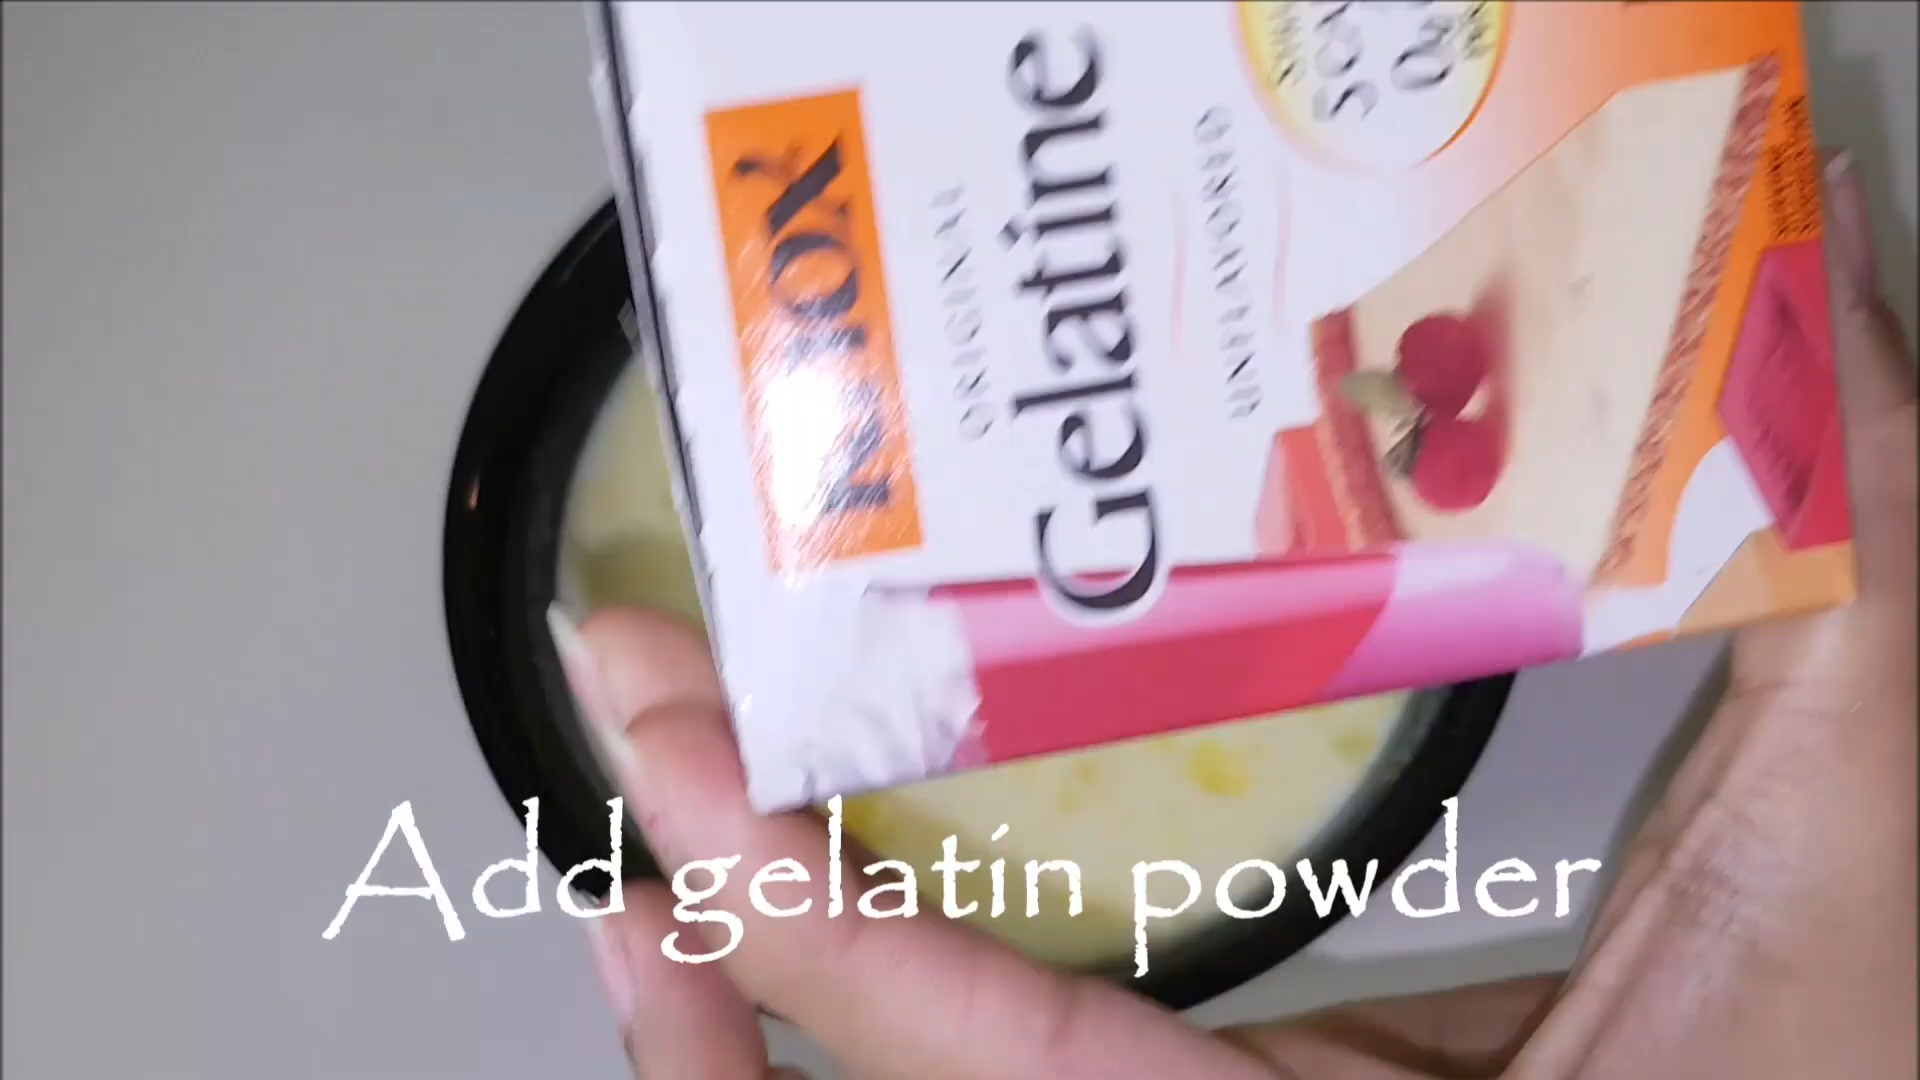 KNOX
ORIGINAL
Gelatine
UNFLAVORED
Add gelatin powder